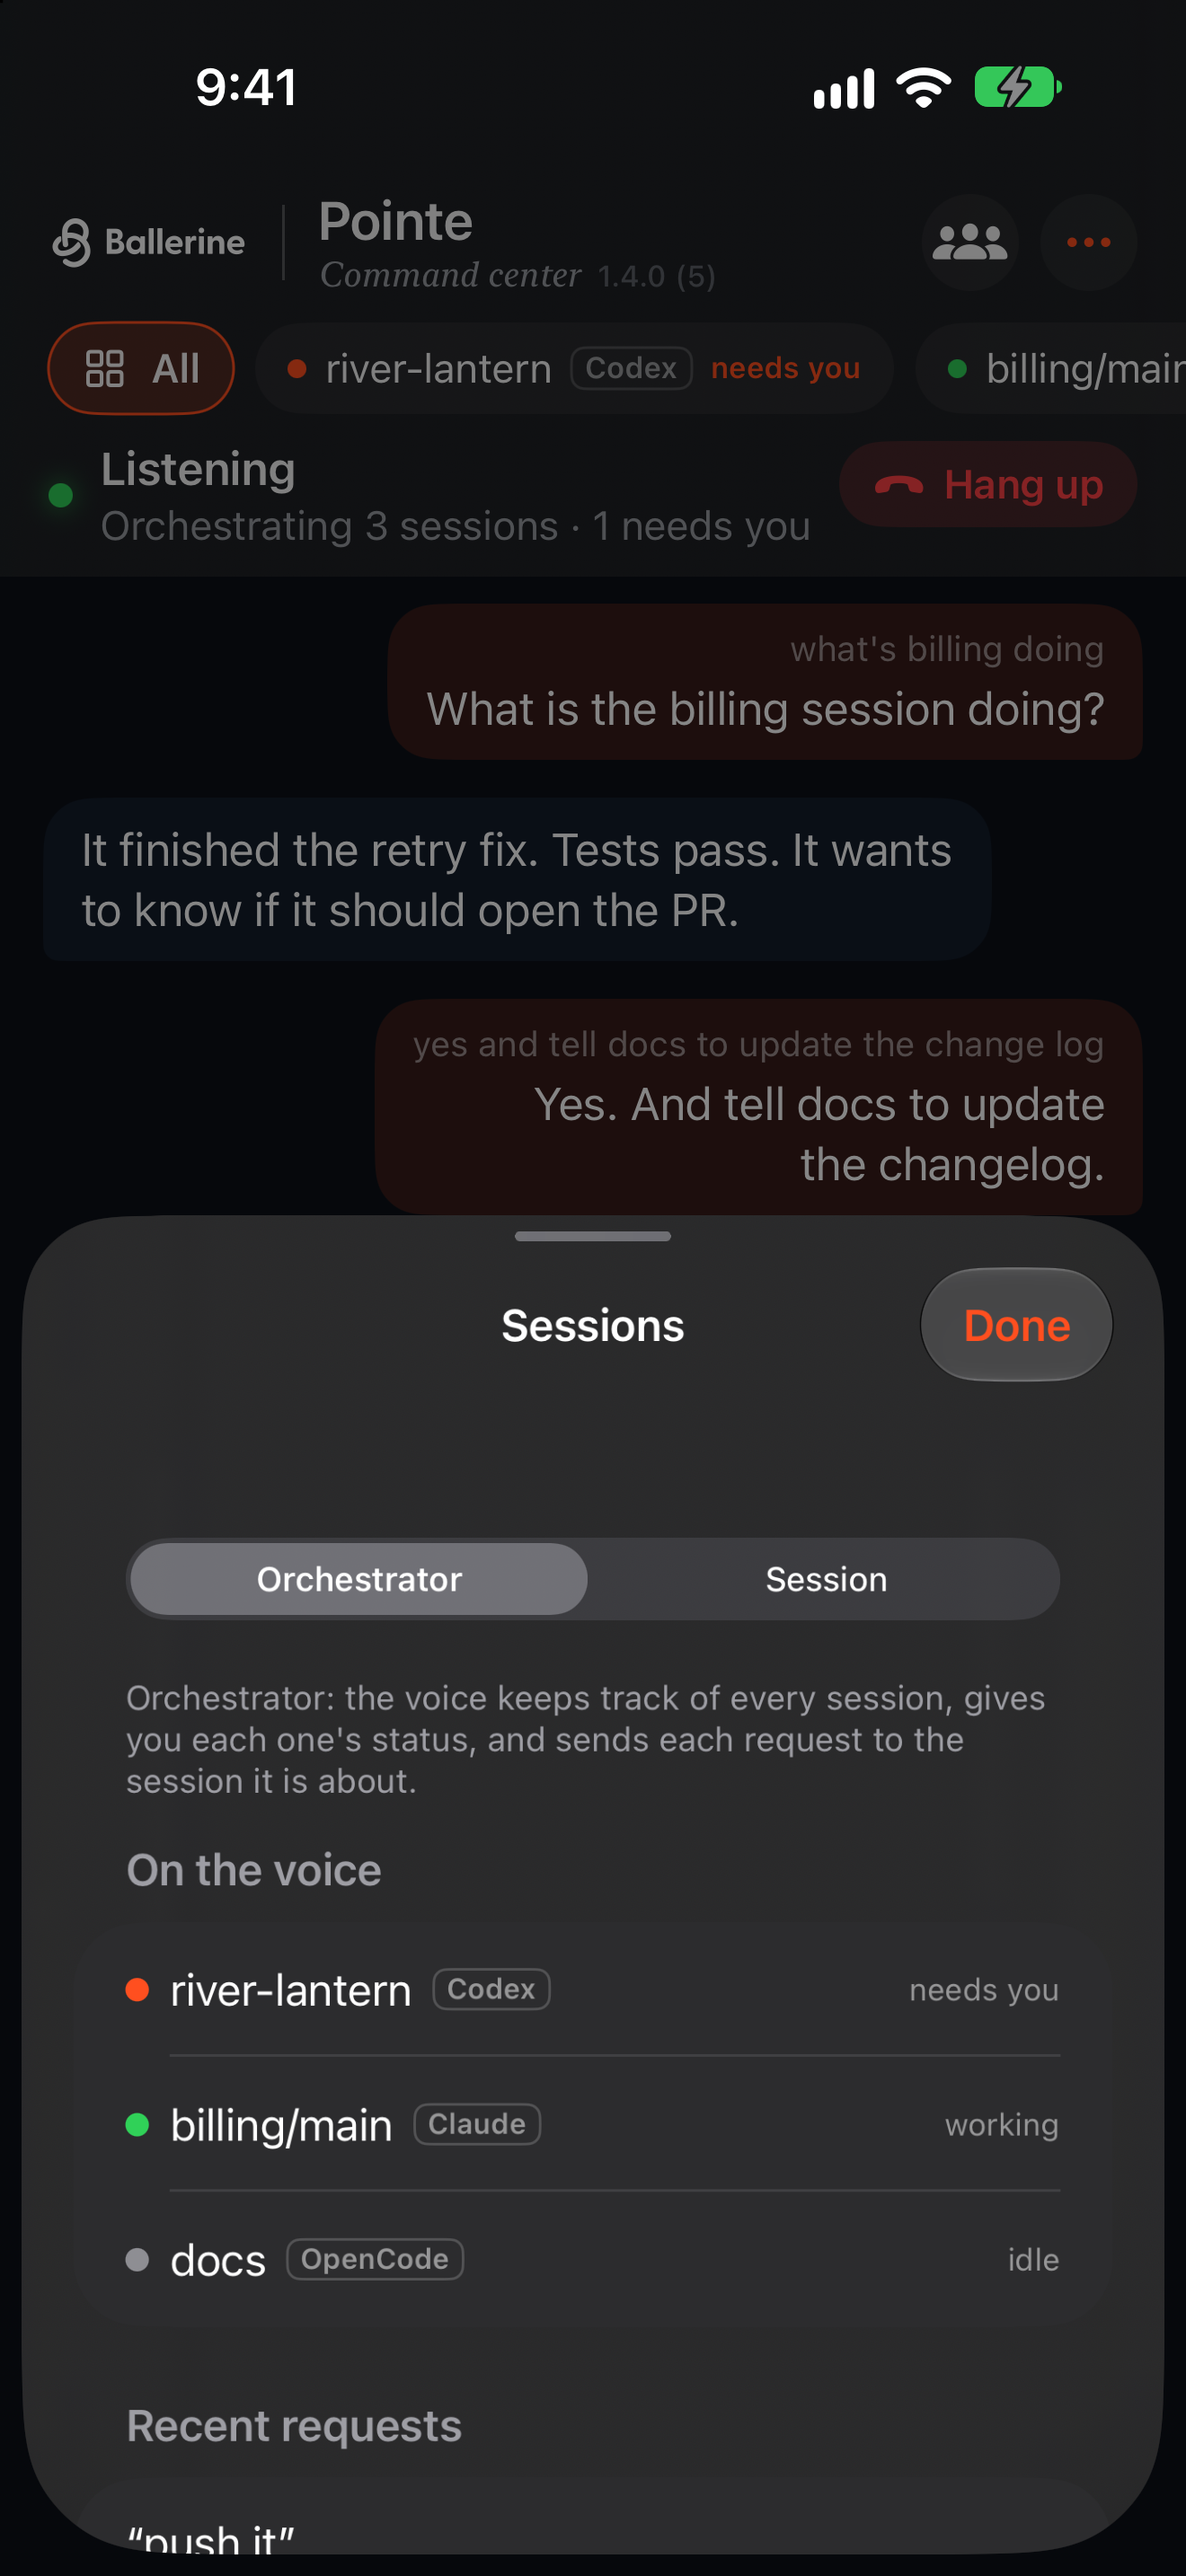 9:41
Ballerine
Pointe
Command center 1.4.0 (5)
All
river-lantern Codex needs you
billing/main
Listening
Orchestrating 3 sessions · 1 needs you
Hang up
what's billing doing
What is the billing session doing?
It finished the retry fix. Tests pass. It wants
to know if it should open the PR.
yes and tell docs to update the change log
Yes. And tell docs to update
the changelog.
Sessions
Done
Orchestrator
Session
Orchestrator: the voice keeps track of every session, gives
you each one's status, and sends each request to the
session it is about.
On the voice
river-lantern Codex needs you
billing/main Claude working
docs OpenCode idle
Recent requests
“push it”